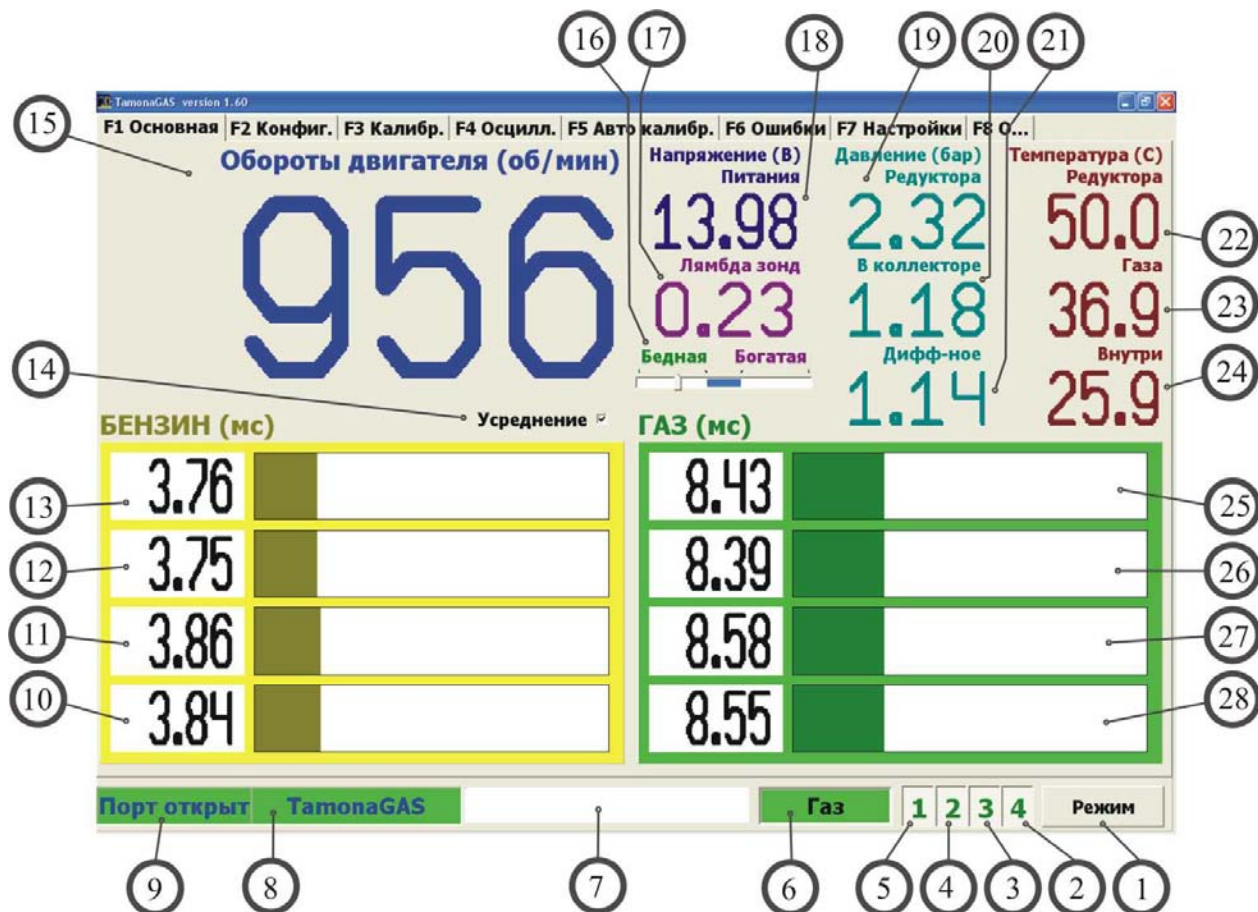 16 17 18 19 20 21
TamonaGAS version 1.60
15
F1 Основная F2 Конфиг. F3 Калибр. F4 Осцилл. F5 Авто калибр. F6 Ошибки F7 Настройки F8 О...
Обороты двигателя (об/мин)
956
Напряжение (В)
Питания
13.98
Лямбда зонд
0.23
Бедная Богатая
Давление (бар)
Редуктора
2.32
В коллекторе
1.18
Дифф-ное
1.14
Температура (С)
Редуктора
50.0
22
Газа
36.9
23
Внутри
25.9
24
14
Усреднение
БЕНЗИН (мс)
13 3.76
12 3.75
11 3.86
10 3.84
ГАЗ (мс)
8.43 25
8.39 26
8.58 27
8.55 28
Порт открыт TamonaGAS Газ 1 2 3 4 Режим
9 8 7 6 5 4 3 2 1